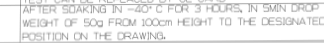 AFTER SOAKING IN -40° C FOR 3 HOURS, IN 5MIN DROP
WEIGHT OF 50g FROM 100cm HEIGHT TO THE DESIGNATED
POSITION ON THE DRAWING.